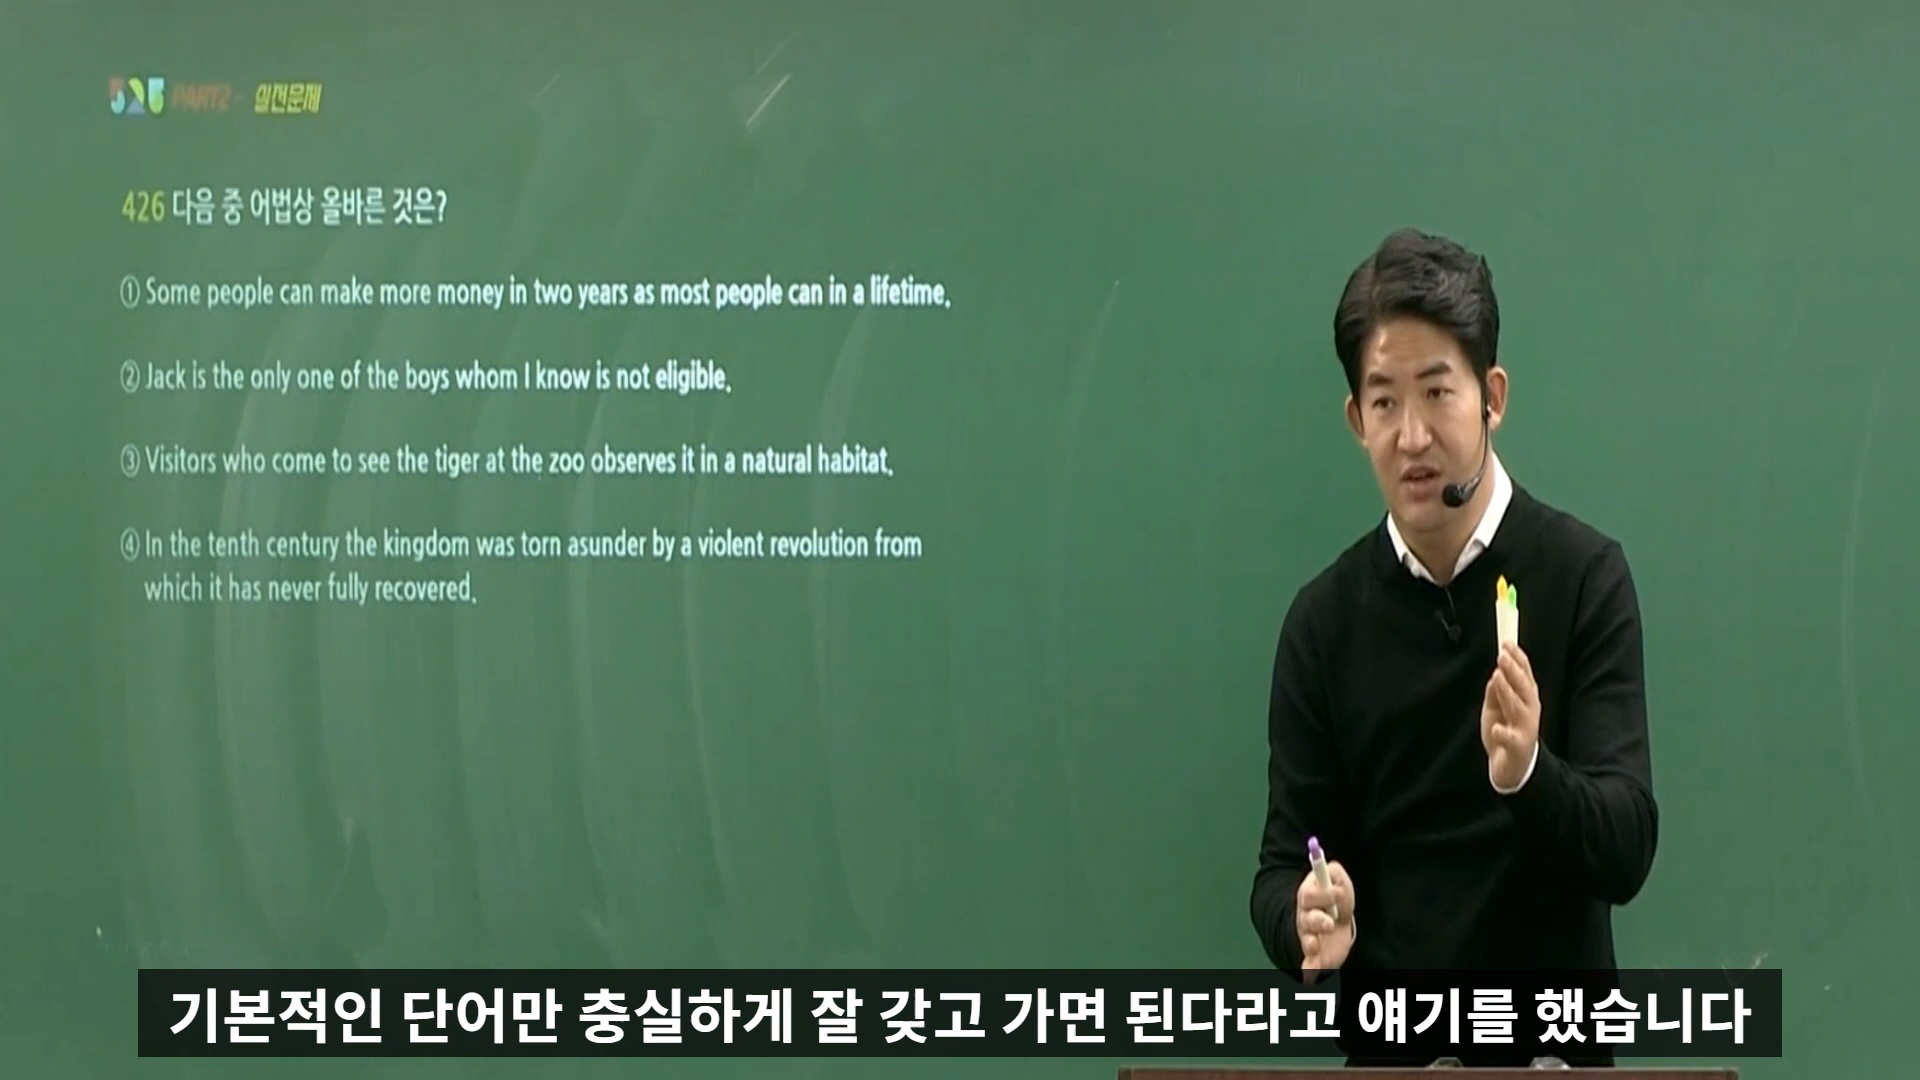 525 PART2 - 실전문제
426 다음 중 어법상 올바른 것은?
① Some people can make more money in two years as most people can in a lifetime.
② Jack is the only one of the boys whom I know is not eligible.
③ Visitors who come to see the tiger at the zoo observes it in a natural habitat.
④ In the tenth century the kingdom was torn asunder by a violent revolution from
which it has never fully recovered.
기본적인 단어만 충실하게 잘 갖고 가면 된다라고 얘기를 했습니다